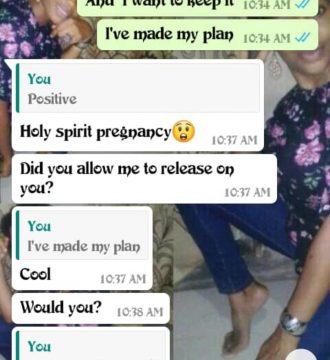 And I want to keep it 10:34 AM
I've made my plan 10:34 AM
You
Positive
Holy spirit pregnancy😲 10:37 AM
Did you allow me to release on
you? 10:37 AM
You
I've made my plan
Cool 10:37 AM
Would you? 10:38 AM
You